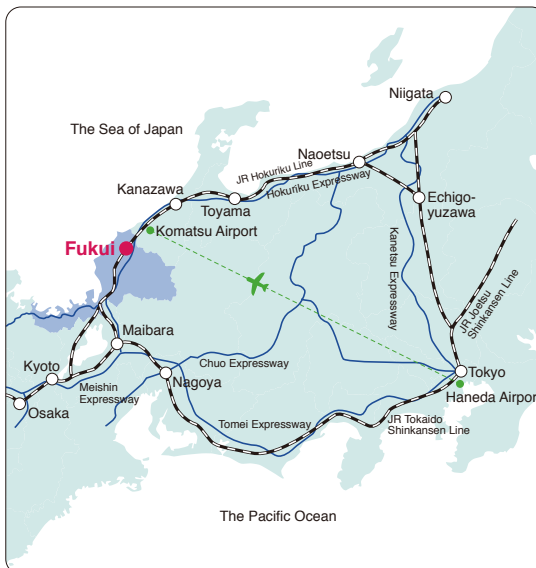 Niigata
The Sea of Japan
Naoetsu
JR Hokuriku Line
Hokuriku Expressway
Kanazawa
Toyama
Echigo-
yuzawa
Komatsu Airport
Fukui
Kanetsu Expressway
JR Joetsu
Shinkansen Line
Maibara
Kyoto
Chuo Expressway
Tokyo
Nagoya
Meishin
Expressway
Haneda Airport
Osaka
Tomei Expressway
JR Tokaido
Shinkansen Line
The Pacific Ocean